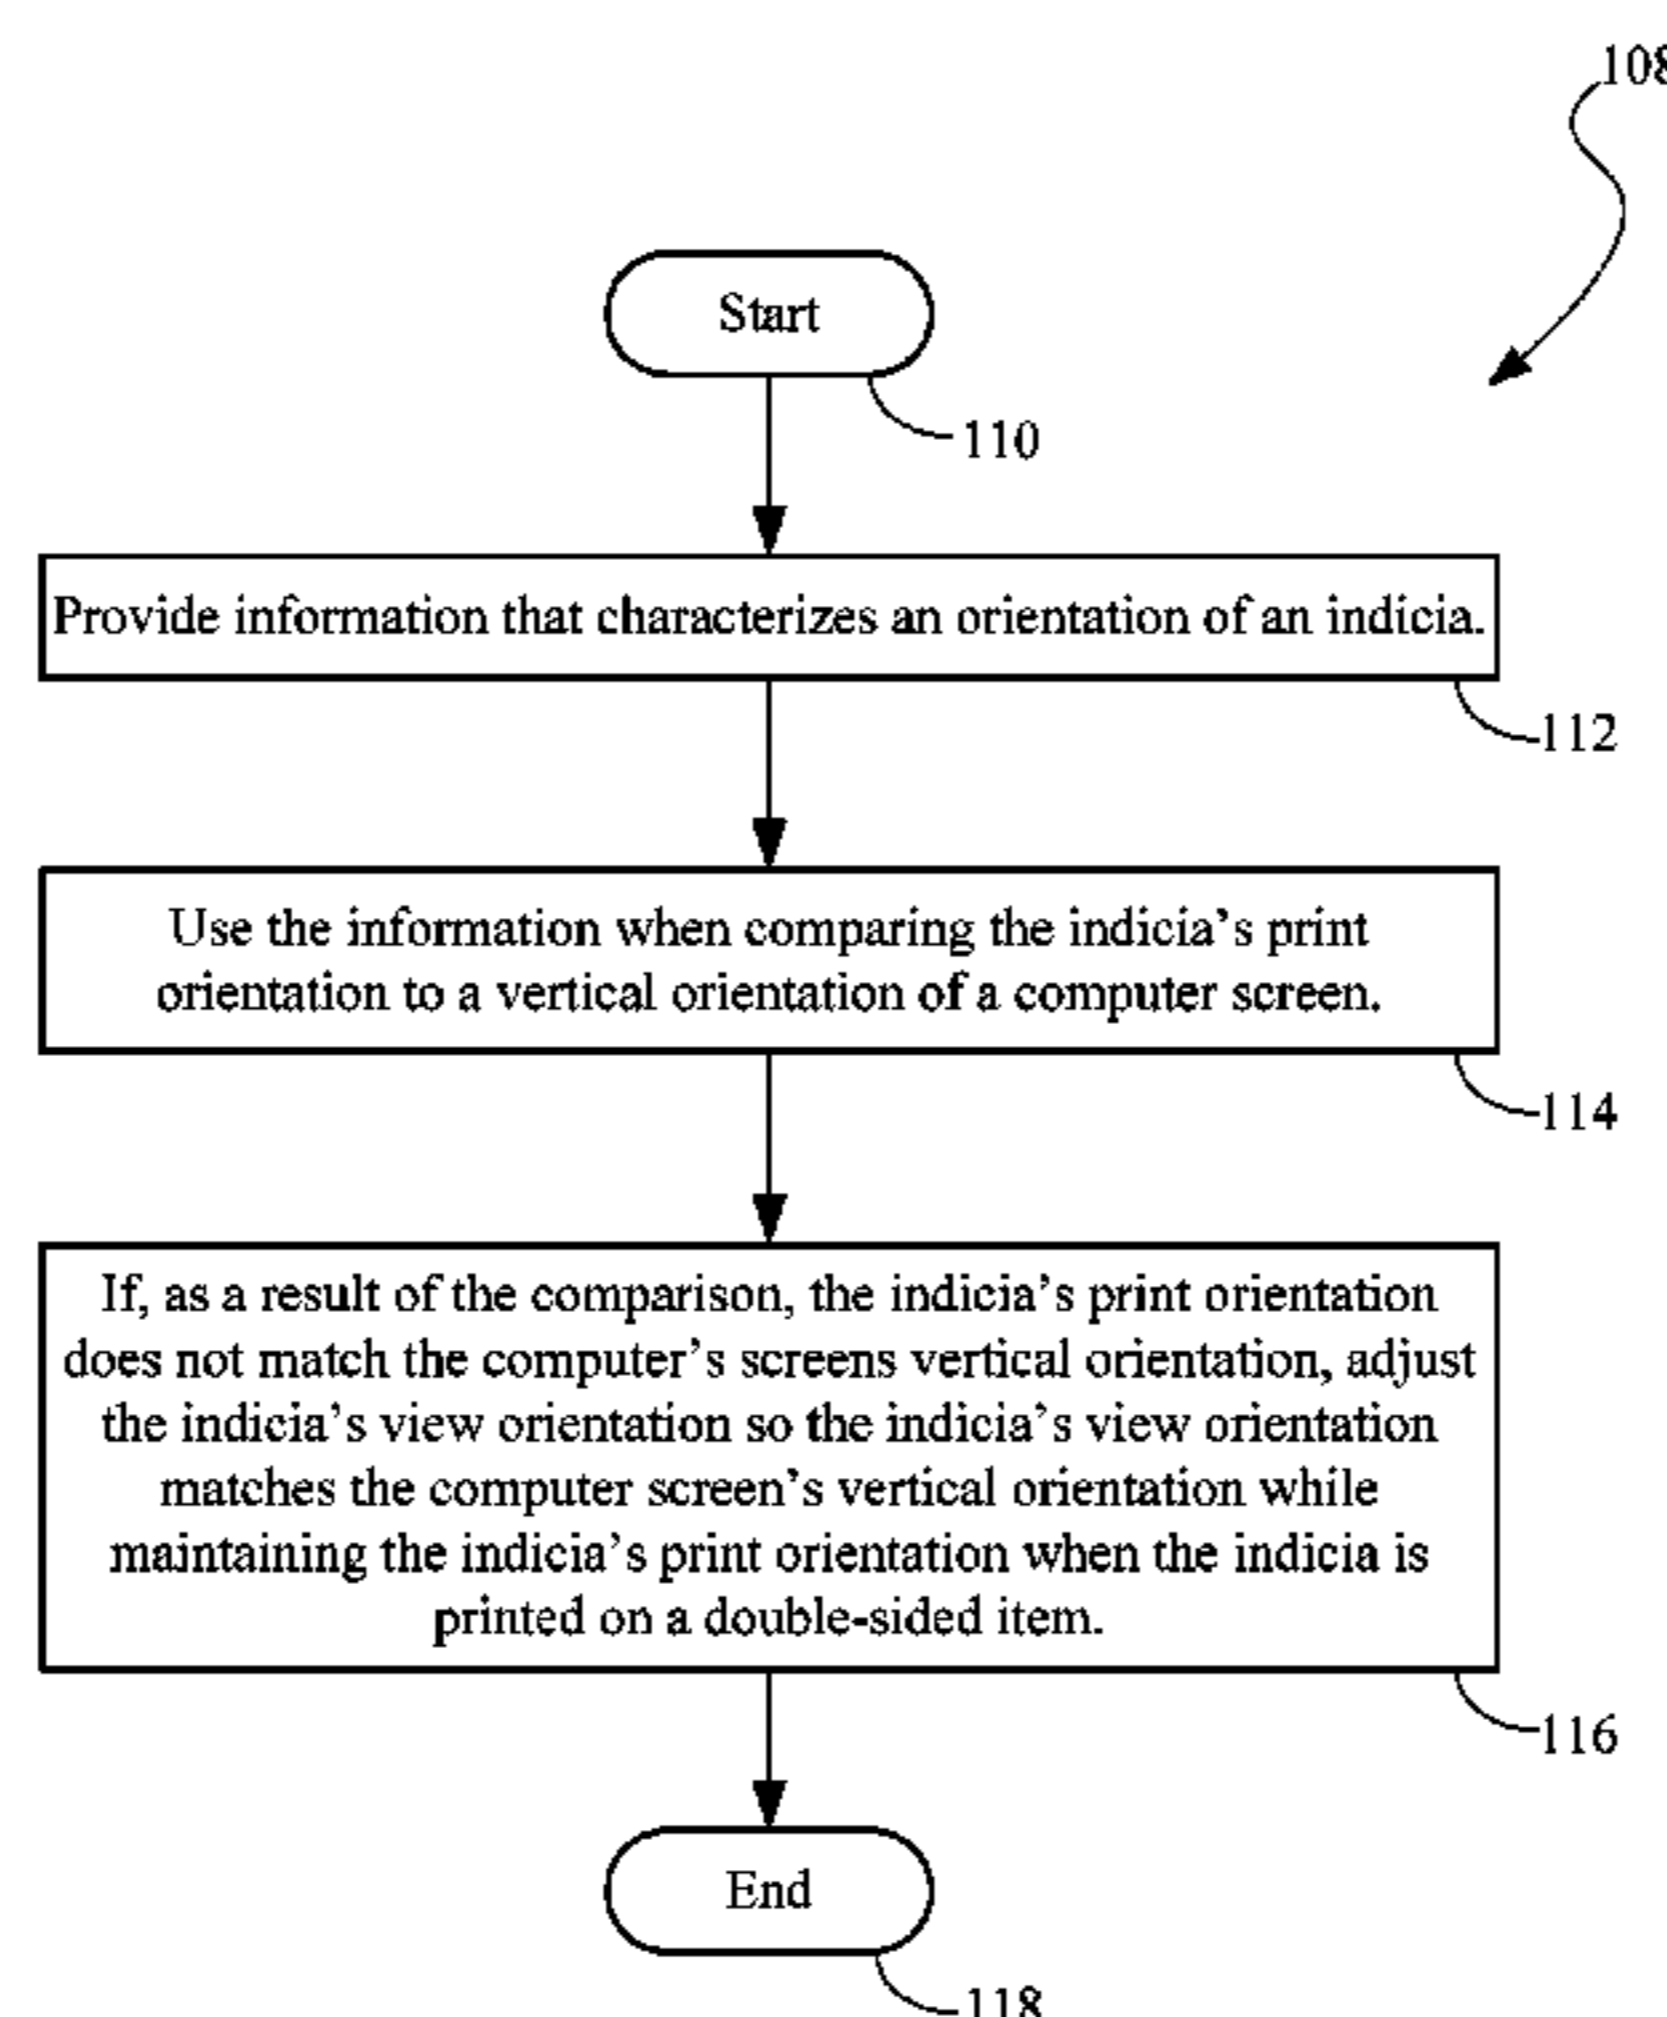 108
Start
110
Provide information that characterizes an orientation of an indicia.
112
Use the information when comparing the indicia's print
orientation to a vertical orientation of a computer screen.
114
If, as a result of the comparison, the indicia's print orientation
does not match the computer's screens vertical orientation, adjust
the indicia's view orientation so the indicia's view orientation
matches the computer screen's vertical orientation while
maintaining the indicia's print orientation when the indicia is
printed on a double-sided item.
116
End
118